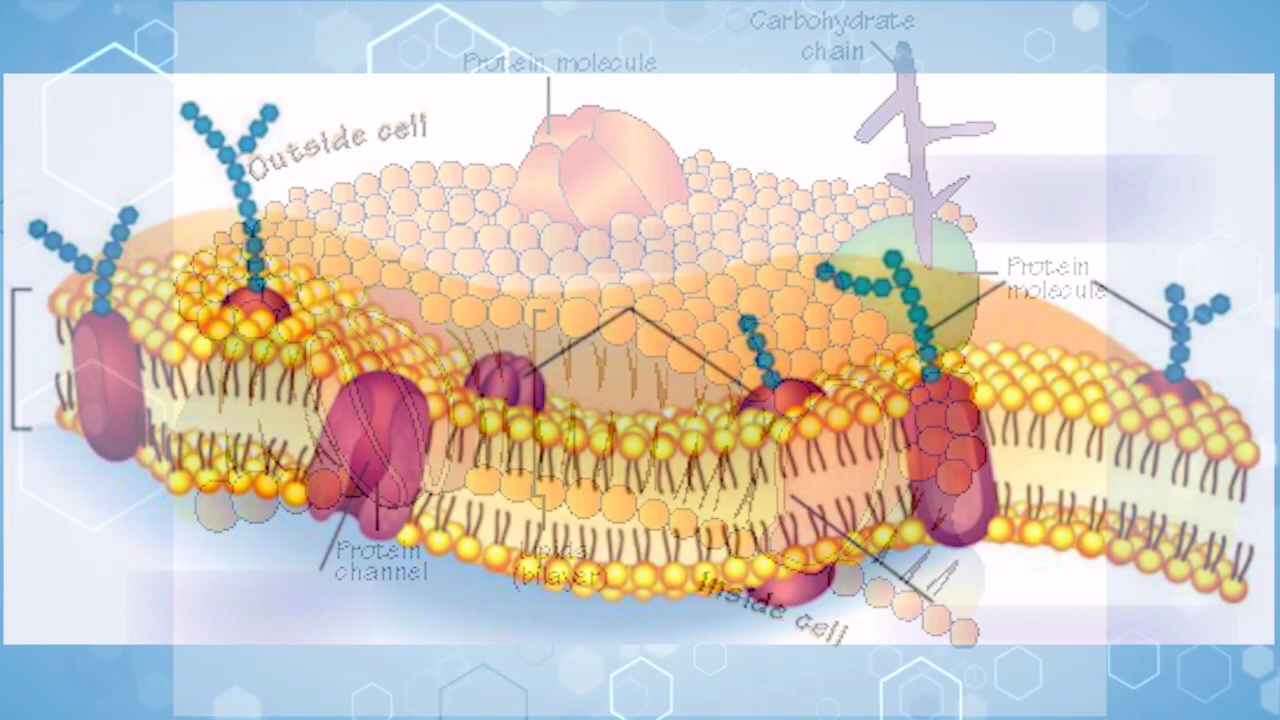 Carbohydrate
chain
Protein molecule
Outside cell
Protein
molecule
Protein
channel
Lipids
(bilayer)
Inside cell